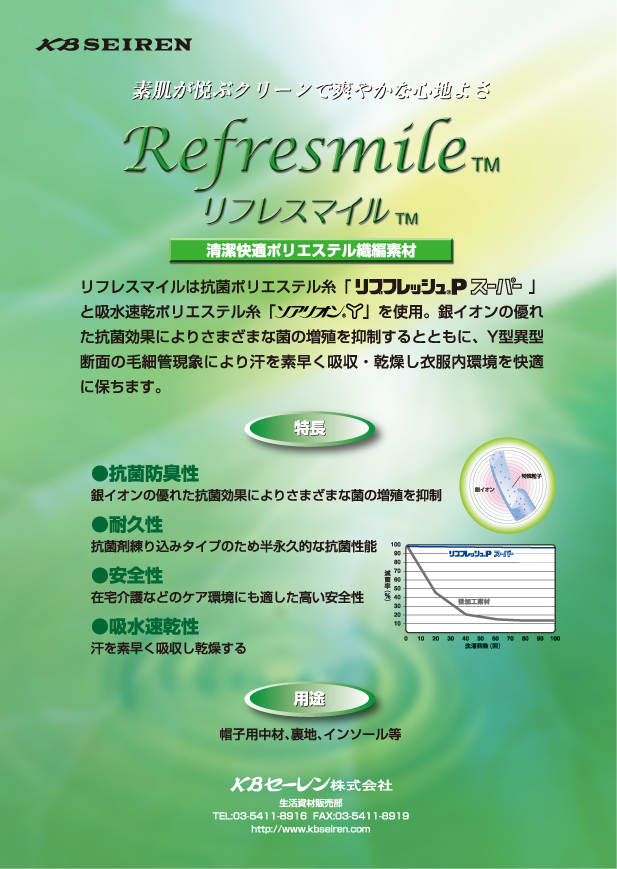 KB SEIREN
素肌が悦ぶクリーンで爽やかな心地よさ
Refresmile TM
リフレスマイル TM
清潔快適ポリエステル織編素材
リフレスマイルは抗菌ポリエステル糸「リブフレッシュ®P スーパー」
と吸水速乾ポリエステル糸「ソアリオン®Y」を使用。銀イオンの優れ
た抗菌効果によりさまざまな菌の増殖を抑制するとともに、Y型異型
断面の毛細管現象により汗を素早く吸収・乾燥し衣服内環境を快適
に保ちます。
特長
●抗菌防臭性
銀イオンの優れた抗菌効果によりさまざまな菌の増殖を抑制
●耐久性
抗菌剤練り込みタイプのため半永久的な抗菌性能
●安全性
在宅介護などのケア環境にも適した高い安全性
●吸水速乾性
汗を素早く吸収し乾燥する
特殊粒子
銀イオン
減菌率(%)
100
90
80
70
60
50
40
30
20
10
リブフレッシュ®P スーパー
後加工素材
0 10 20 30 40 50 60 70 80 90 100
洗濯回数(回)
用途
帽子用中材、裏地、インソール等
KBセーレン株式会社
生活資材販売部
TEL:03-5411-8916 FAX:03-5411-8919
http://www.kbseiren.com